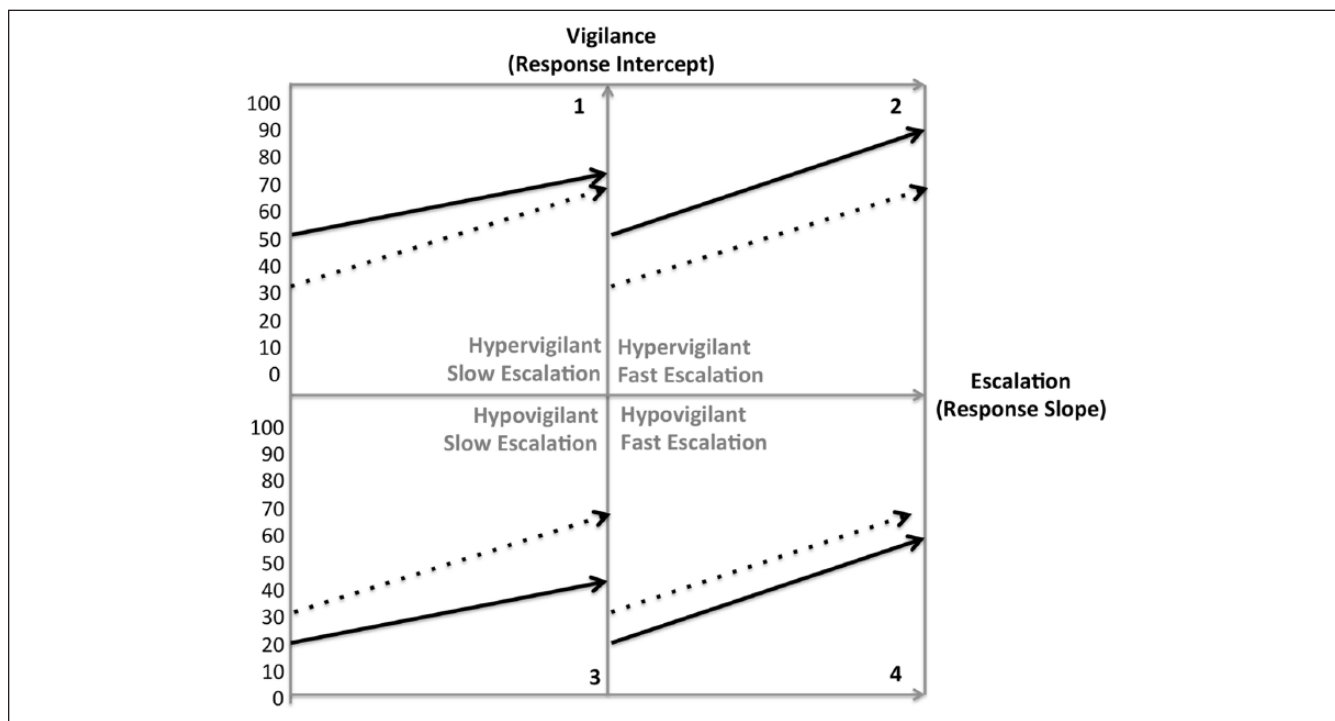 Vigilance
(Response Intercept)
1
2
100
90
80
70
60
50
40
30
20
10
0
Hypervigilant
Slow Escalation
Hypervigilant
Fast Escalation
Escalation
(Response Slope)
Hypovigilant
Slow Escalation
Hypovigilant
Fast Escalation
100
90
80
70
60
50
40
30
20
10
0
3
4